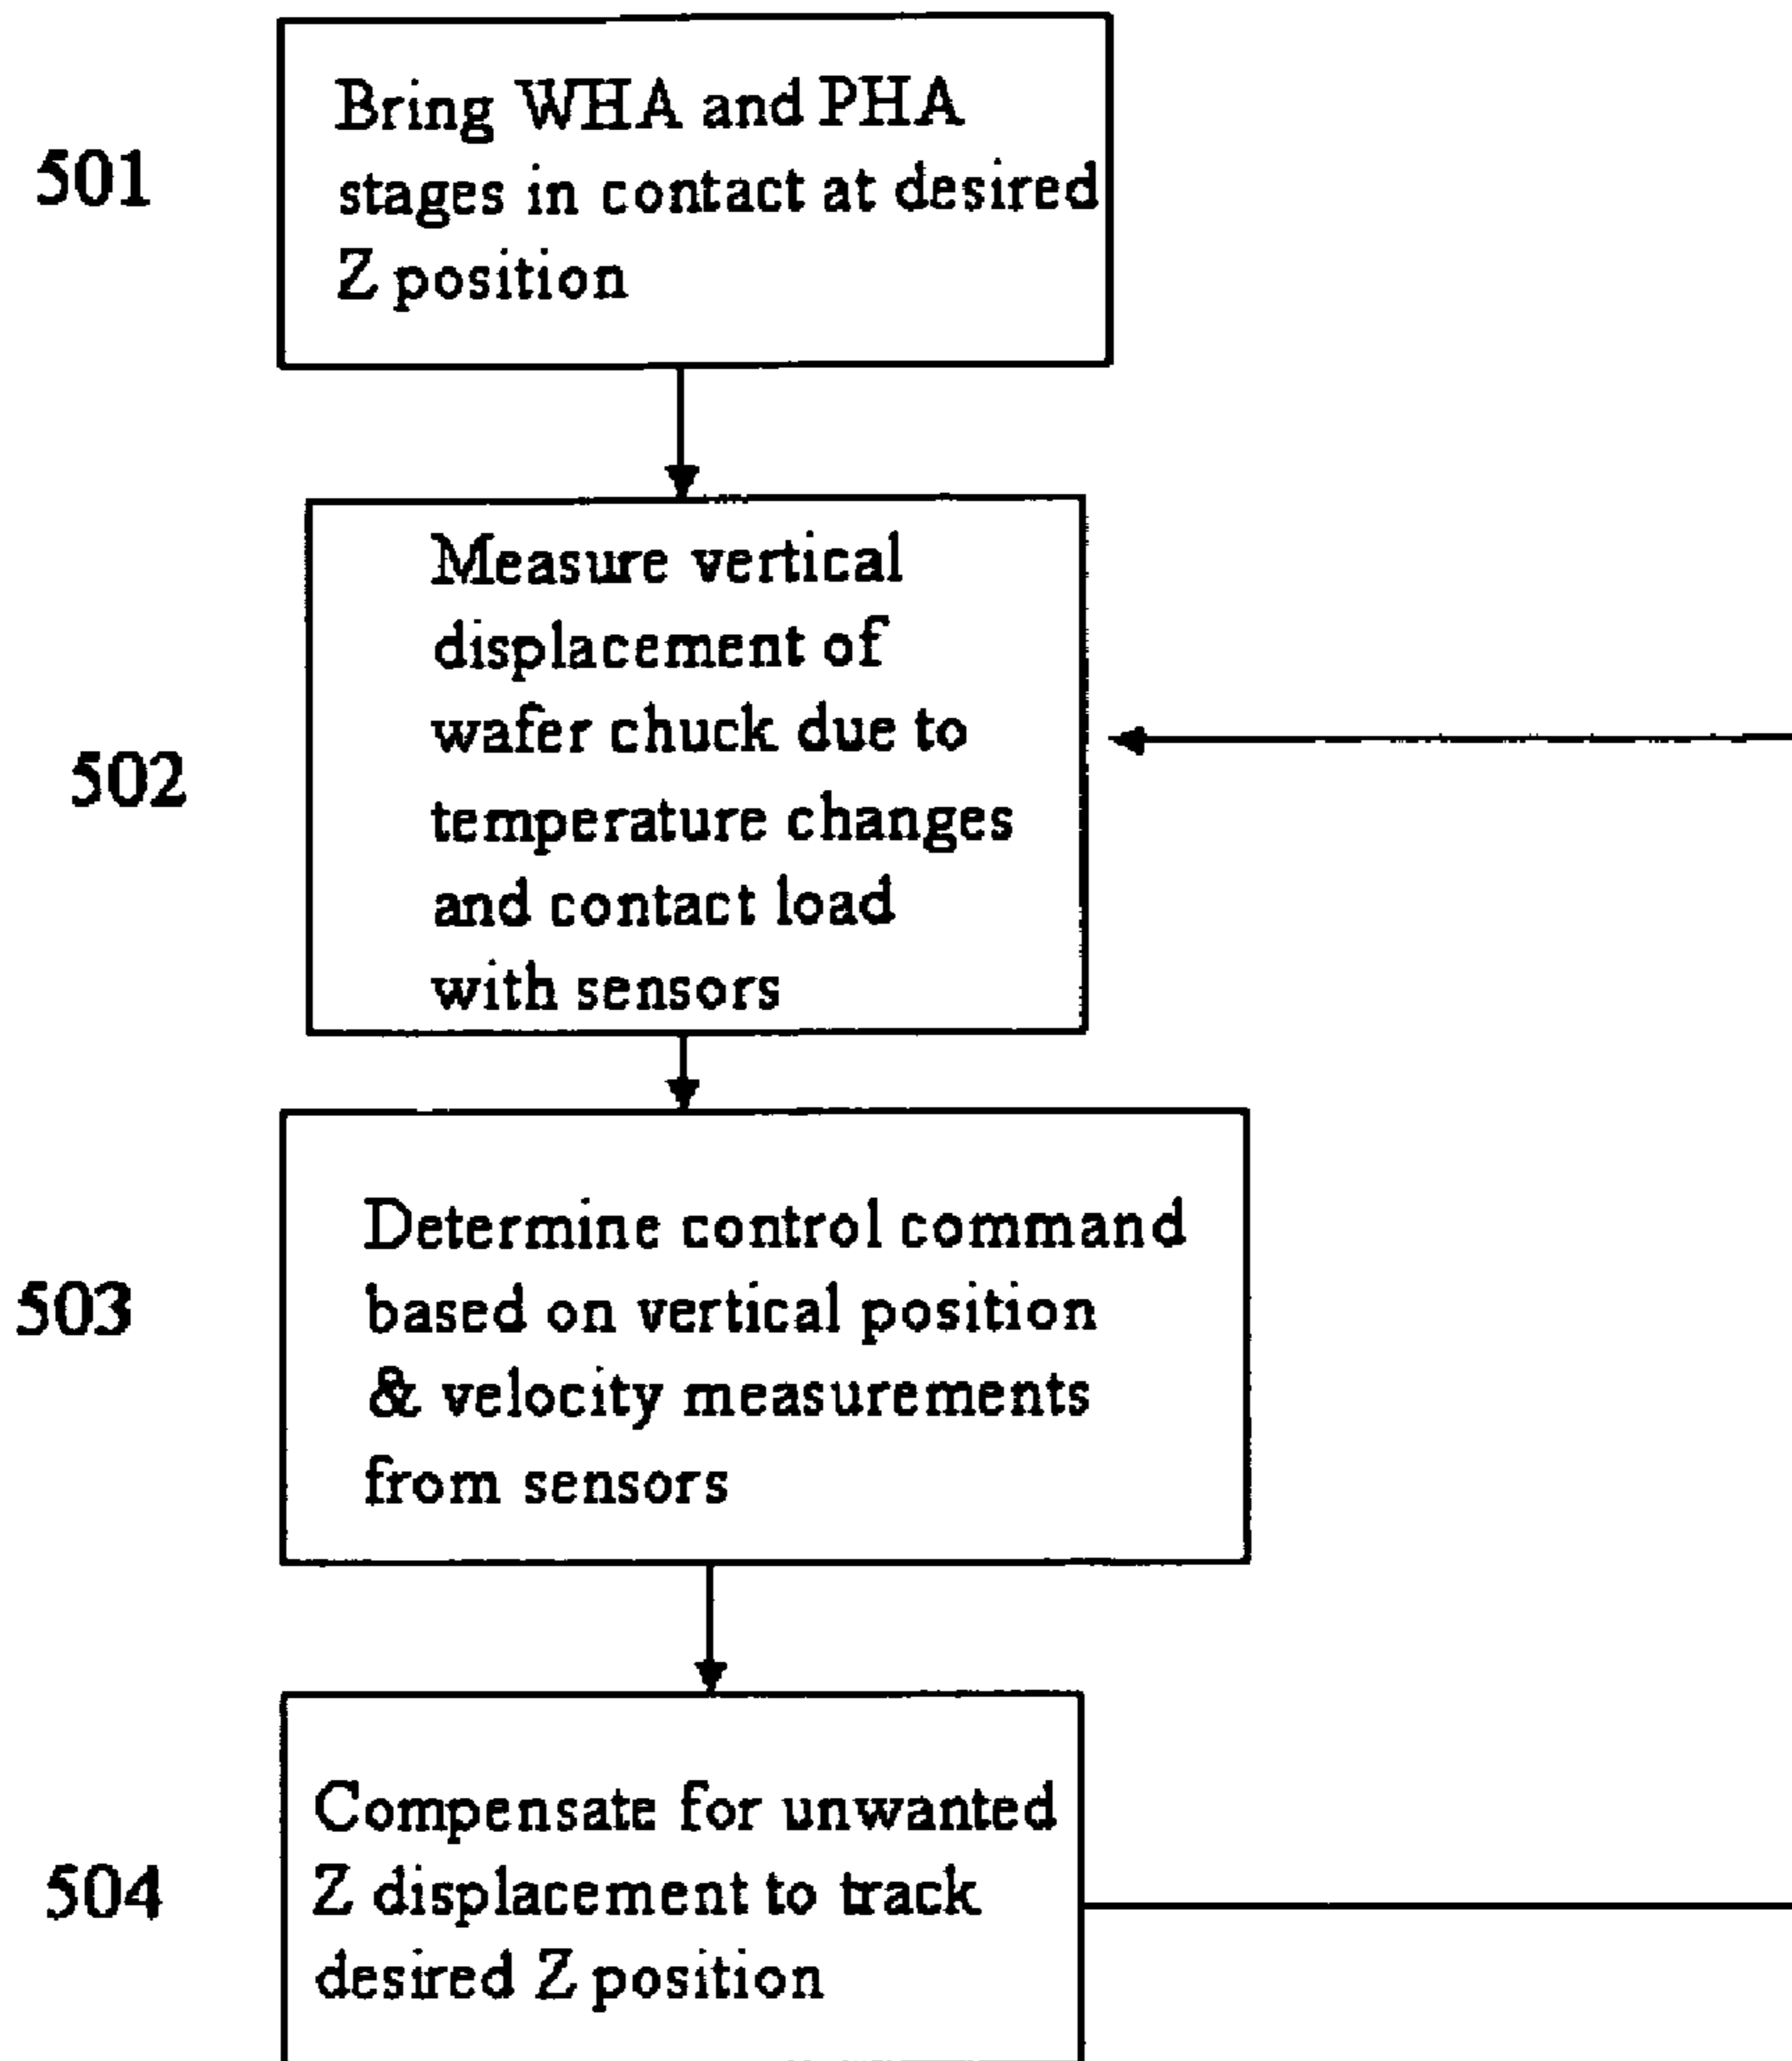 501
Bring WHA and PHA
stages in contact at desired
Z position
502
Measure vertical
displacement of
wafer chuck due to
temperature changes
and contact load
with sensors
503
Determine control command
based on vertical position
& velocity measurements
from sensors
504
Compensate for unwanted
Z displacement to track
desired Z position